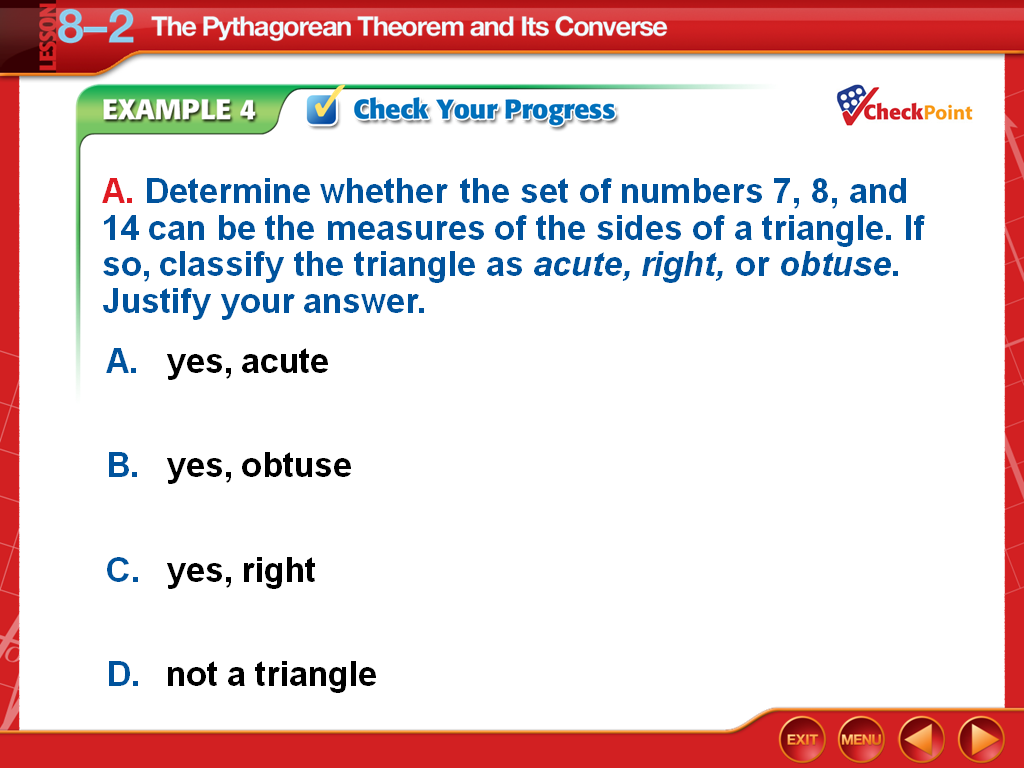 LESSON 8–2 The Pythagorean Theorem and Its Converse
EXAMPLE 4 Check Your Progress CheckPoint
A. Determine whether the set of numbers 7, 8, and
14 can be the measures of the sides of a triangle. If
so, classify the triangle as acute, right, or obtuse.
Justify your answer.
A. yes, acute
B. yes, obtuse
C. yes, right
D. not a triangle
EXIT MENU